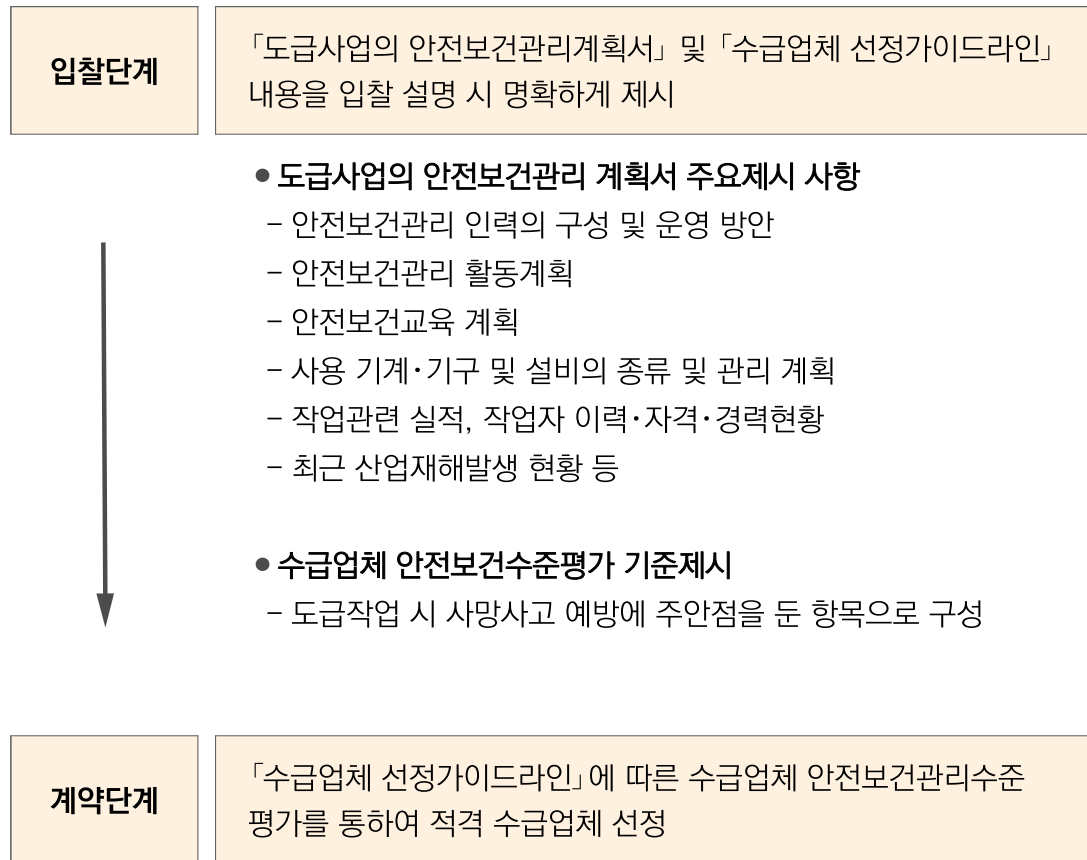 입찰단계
「도급사업의 안전보건관리계획서」 및 「수급업체 선정가이드라인」
내용을 입찰 설명 시 명확하게 제시
● 도급사업의 안전보건관리 계획서 주요제시 사항
– 안전보건관리 인력의 구성 및 운영 방안
– 안전보건관리 활동계획
– 안전보건교육 계획
– 사용 기계·기구 및 설비의 종류 및 관리 계획
– 작업관련 실적, 작업자 이력·자격·경력현황
– 최근 산업재해발생 현황 등
● 수급업체 안전보건수준평가 기준제시
– 도급작업 시 사망사고 예방에 주안점을 둔 항목으로 구성
계약단계
「수급업체 선정가이드라인」에 따른 수급업체 안전보건관리수준
평가를 통하여 적격 수급업체 선정